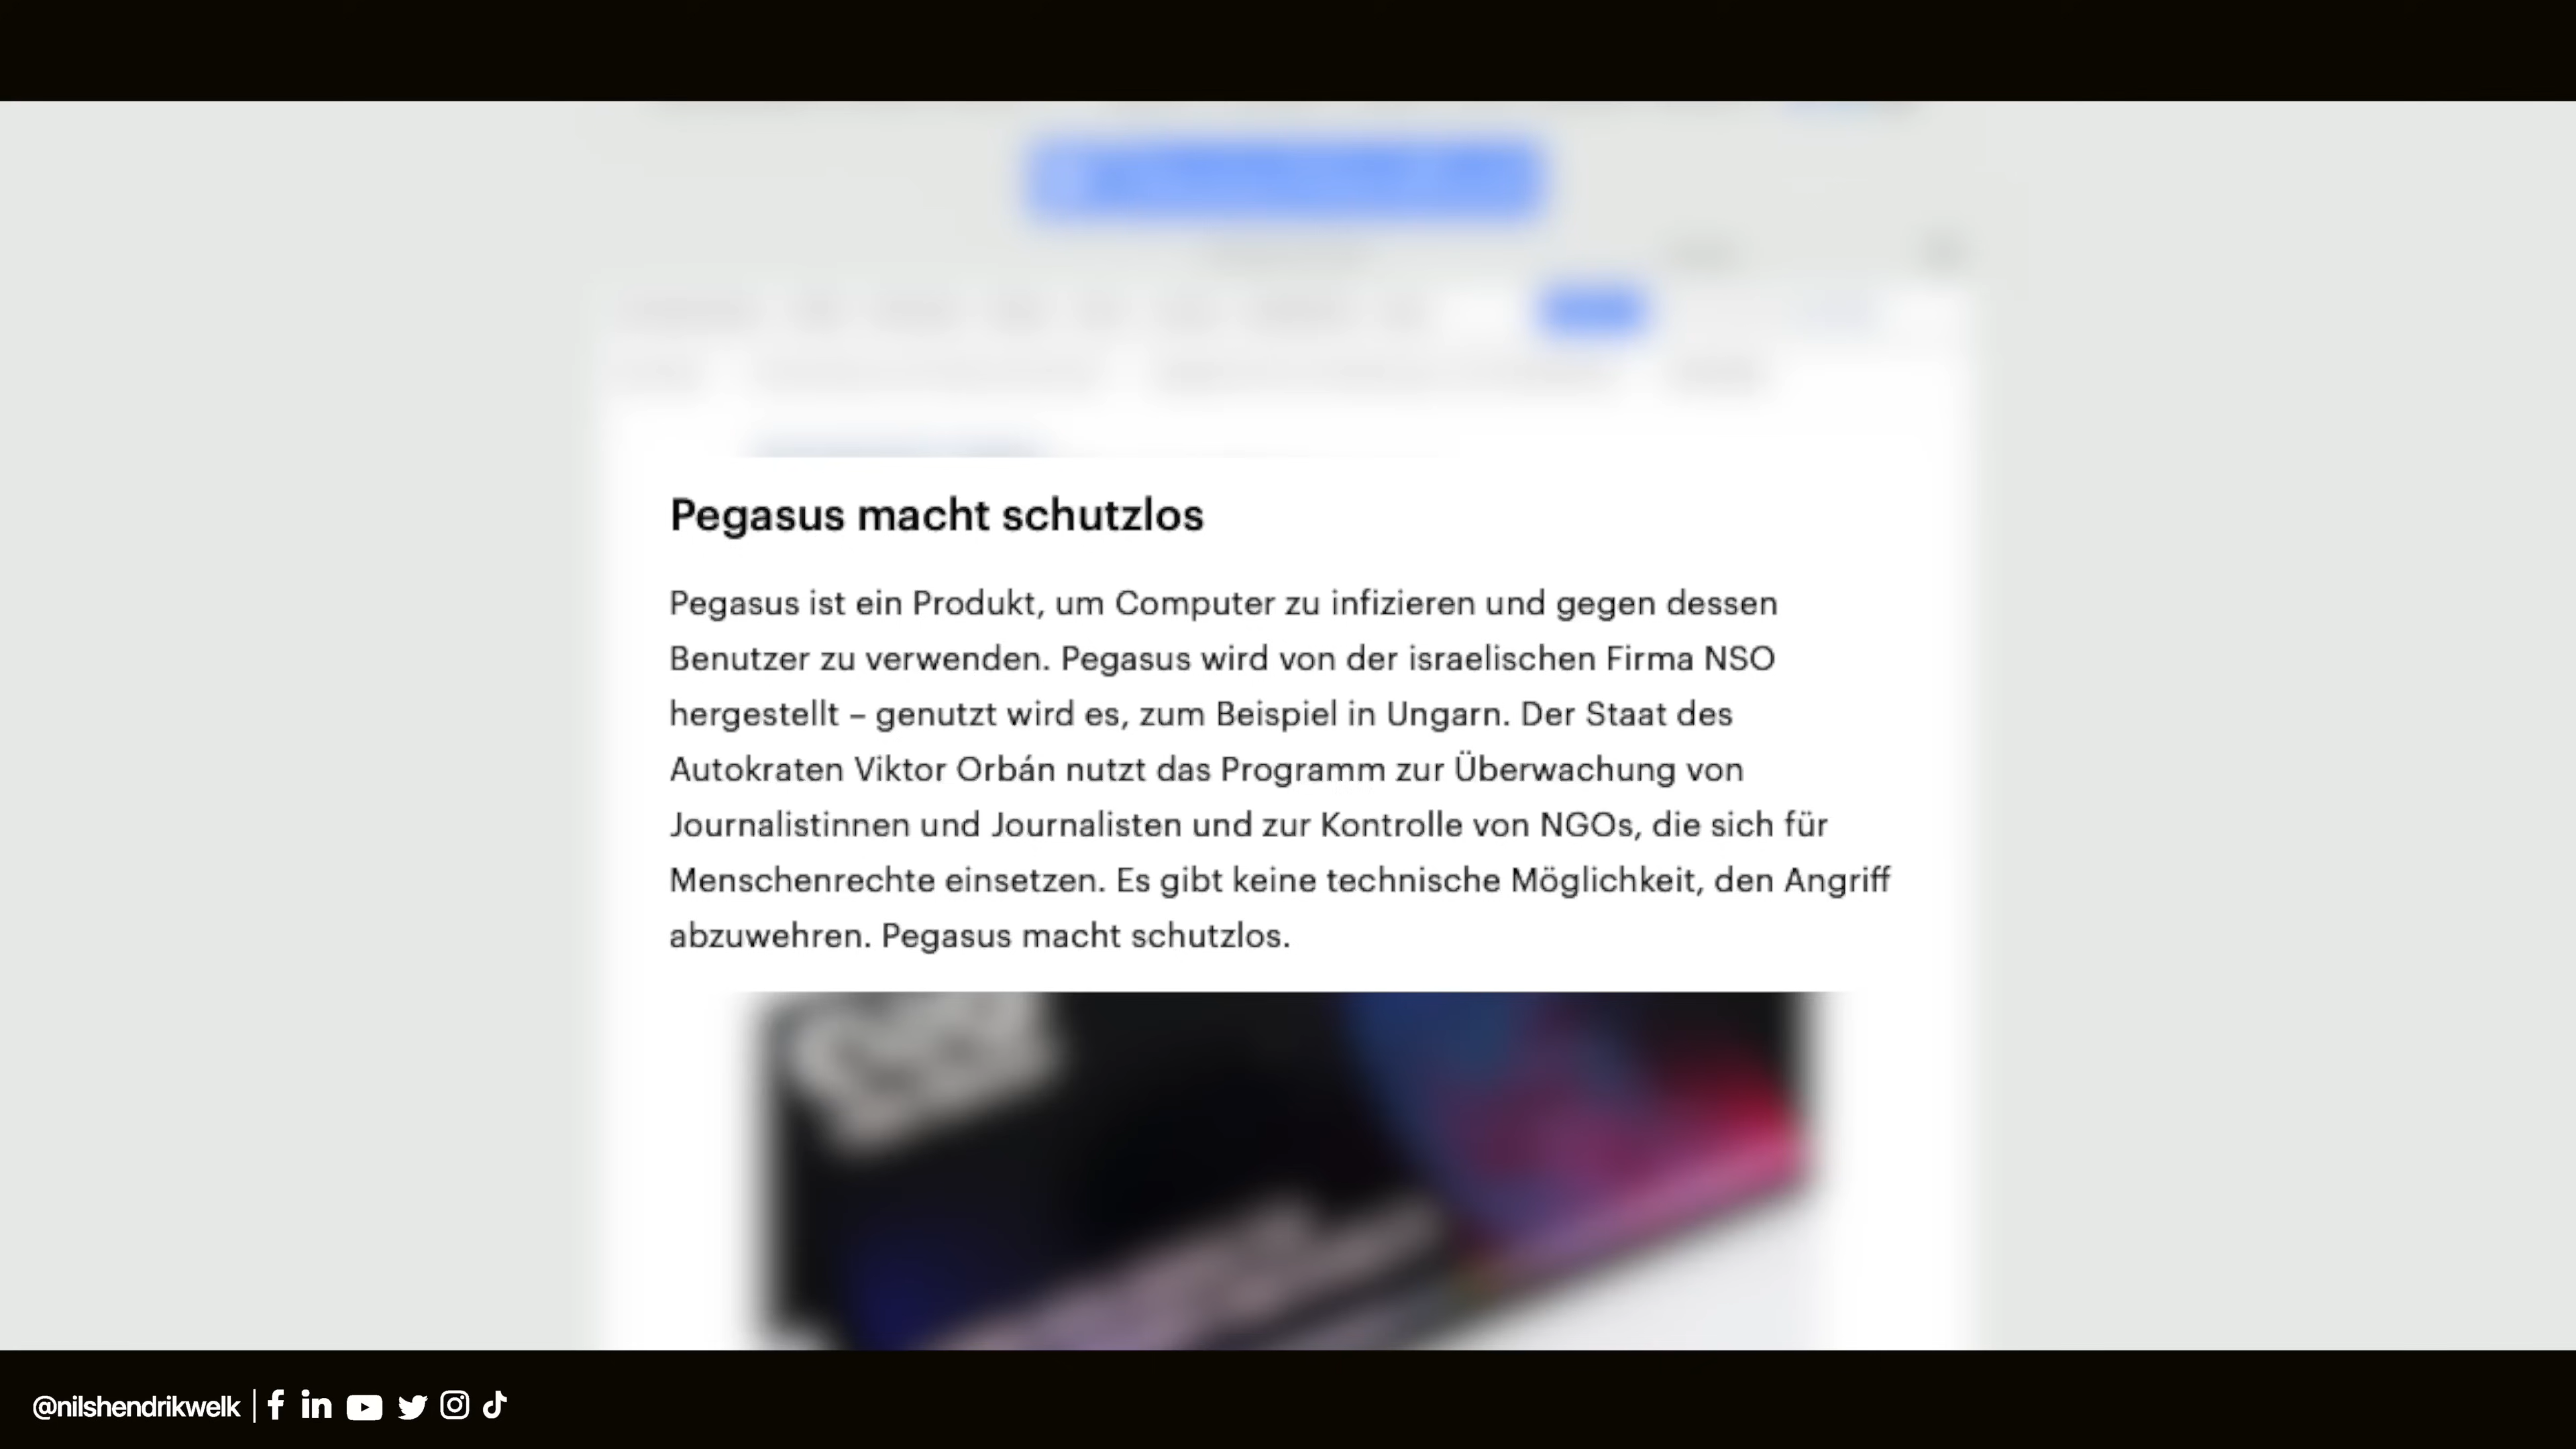 Pegasus macht schutzlos
Pegasus ist ein Produkt, um Computer zu infizieren und gegen dessen
Benutzer zu verwenden. Pegasus wird von der israelischen Firma NSO
hergestellt – genutzt wird es, zum Beispiel in Ungarn. Der Staat des
Autokraten Viktor Orbán nutzt das Programm zur Überwachung von
Journalistinnen und Journalisten und zur Kontrolle von NGOs, die sich für
Menschenrechte einsetzen. Es gibt keine technische Möglichkeit, den Angriff
abzuwehren. Pegasus macht schutzlos.
@nilshendrikwelk